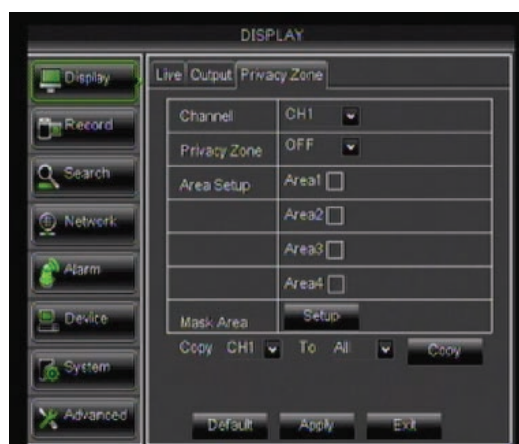 DISPLAY
Display
Record
Search
Network
Alarm
Device
System
Advanced
Live Output Privacy Zone
Channel CH1
Privacy Zone OFF
Area Setup Area1
Area2
Area3
Area4
Mask Area Setup
Copy CH1 To All Copy
Default Apply Exit